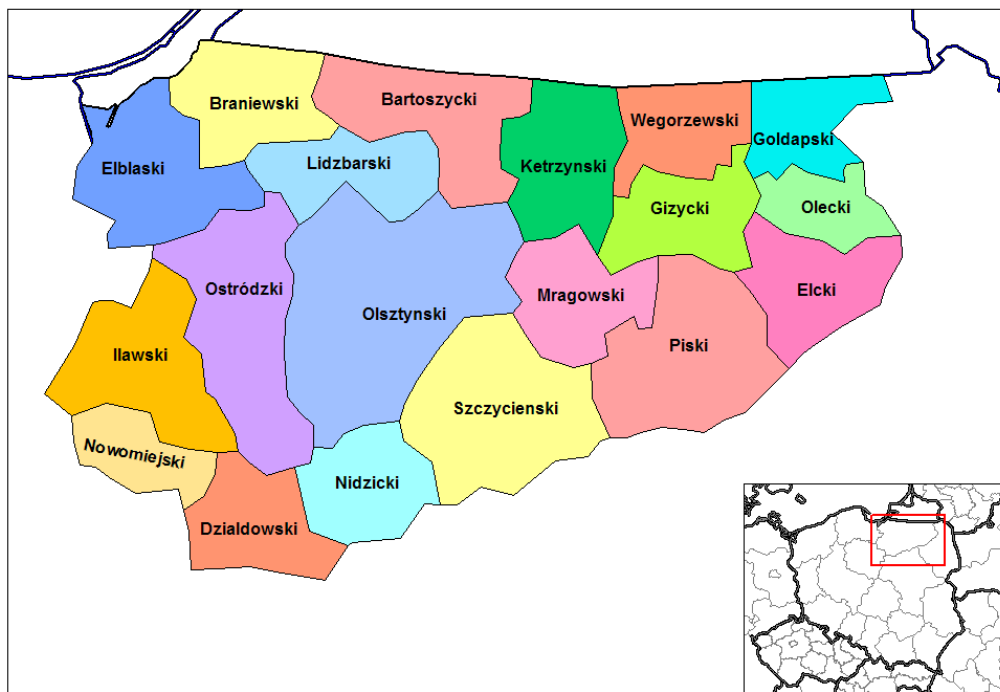 Braniewski
Bartoszycki
Wegorzewski
Goldapski
Elblaski
Lidzbarski
Ketrzynski
Gizycki
Olecki
Ostródzki
Olsztynski
Mragowski
Elcki
Ilawski
Piski
Szczycienski
Nowomiejski
Nidzicki
Dzialdowski